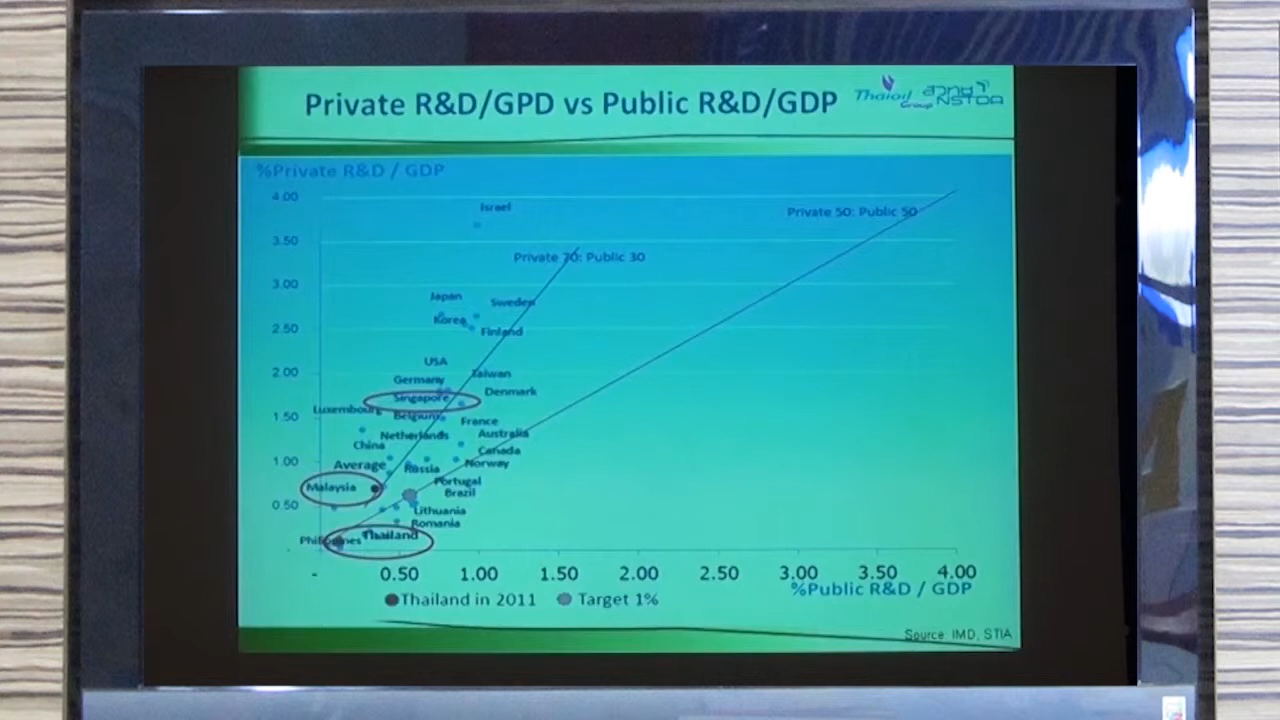 Private R&D/GPD vs Public R&D/GDP
Thaioil
Group
สวทช
NSTDA
%Private R&D / GDP
4.00
3.50
3.00
2.50
2.00
1.50
1.00
0.50
-
Israel
Private 50: Public 50
Private 70: Public 30
Japan
Sweden
Korea
Finland
USA
Taiwan
Germany
Denmark
Singapore
Luxembourg
Belgium
France
Netherlands
Australia
China
Canada
Average
Russia
Norway
Malaysia
Portugal
Brazil
Lithuania
Romania
Philippines
Thailand
- 0.50 1.00 1.50 2.00 2.50 3.00 3.50 4.00
%Public R&D / GDP
Thailand in 2011 Target 1%
Source: IMD, STIA